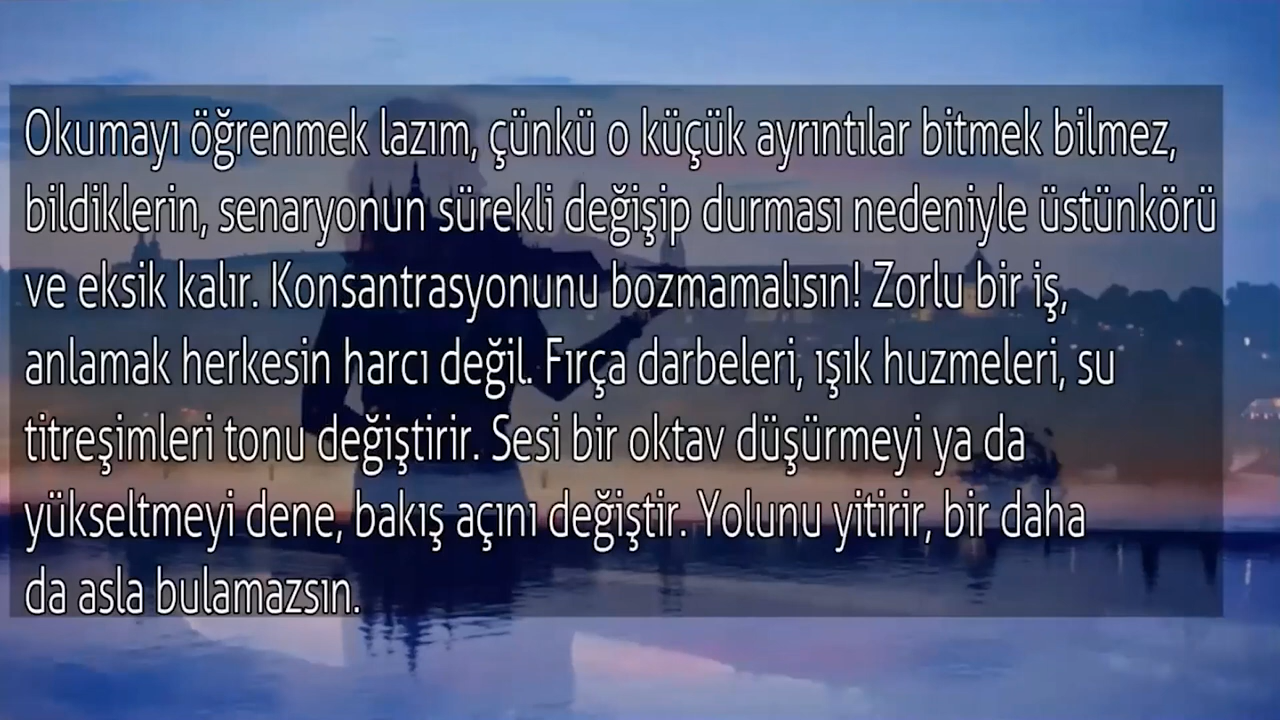 Okumayı öğrenmek lazım, çünkü o küçük ayrıntılar bitmek bilmez,
bildiklerin, senaryonun sürekli değişip durması nedeniyle üstünkörü
ve eksik kalır. Konsantrasyonunu bozmamalısın! Zorlu bir iş,
anlamak herkesin harcı değil. Fırça darbeleri, ışık huzmeleri, su
titreşimleri tonu değiştirir. Sesi bir oktav düşürmeyi ya da
yükseltmeyi dene, bakış açını değiştir. Yolunu yitirir, bir daha
da asla bulamazsın.